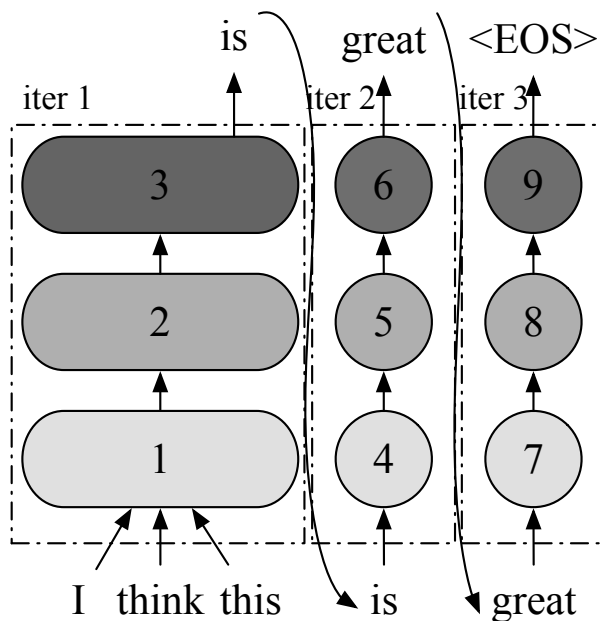 is great <EOS>
iter 1 iter 2 iter 3
3 6 9
2 5 8
1 4 7
I think this is great